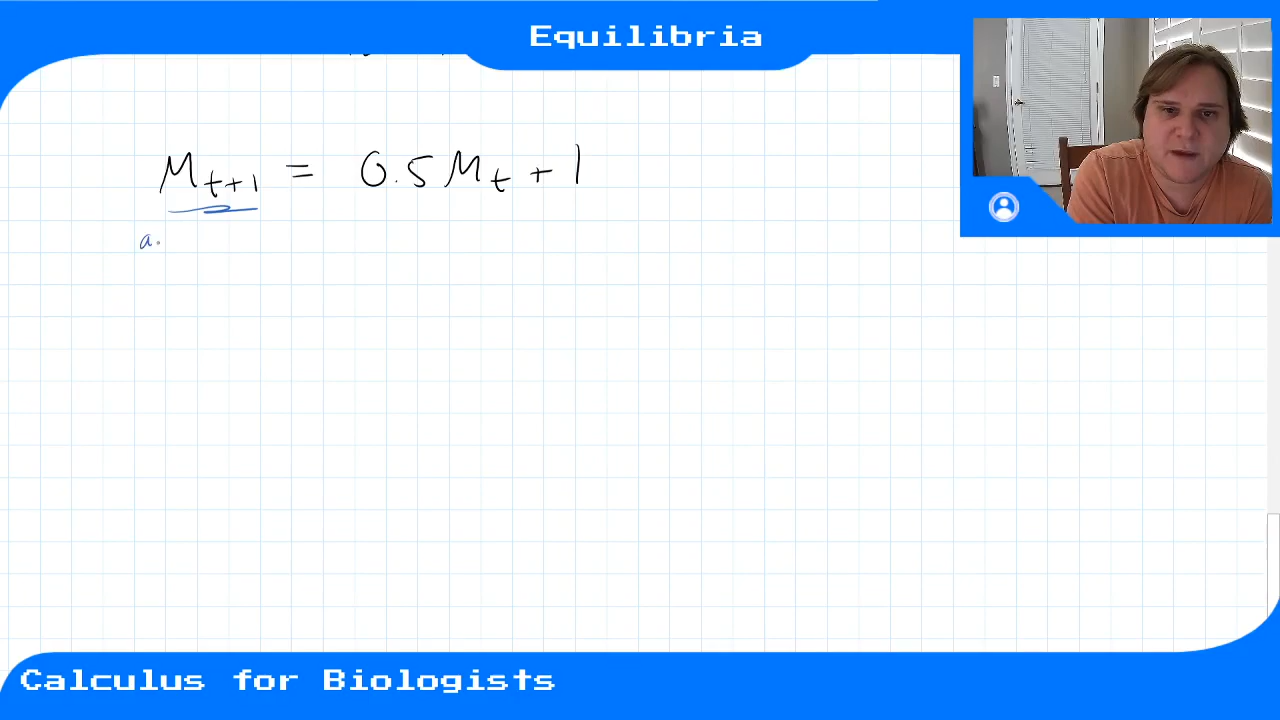 Equilibria
M_{t+1} = 0.5M_t + 1
a.
Calculus for Biologists